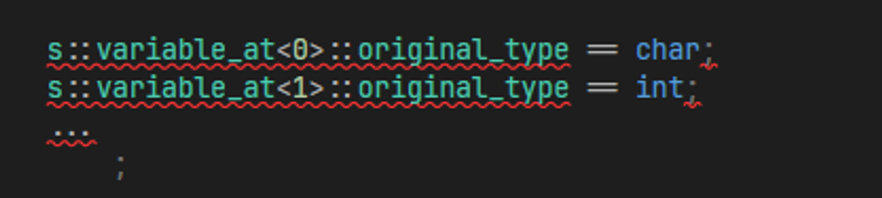 s::variable_at<0>::original_type == char;
s::variable_at<1>::original_type == int;
...
;